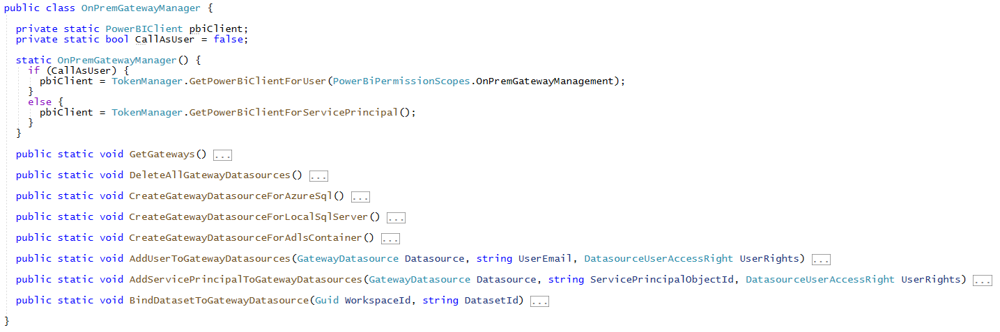 public class OnPremGatewayManager {
private static PowerBIClient pbiClient;
private static bool CallAsUser = false;
static OnPremGatewayManager() {
if (CallAsUser) {
pbiClient = TokenManager.GetPowerBiClientForUser(PowerBiPermissionScopes.OnPremGatewayManagement);
}
else {
pbiClient = TokenManager.GetPowerBiClientForServicePrincipal();
}
}
public static void GetGateways() ...
public static void DeleteAllGatewayDatasources() ...
public static void CreateGatewayDatasourceForAzureSql() ...
public static void CreateGatewayDatasourceForLocalSqlServer() ...
public static void CreateGatewayDatasourceForAdlsContainer() ...
public static void AddUserToGatewayDatasources(GatewayDatasource Datasource, string UserEmail, DatasourceUserAccessRight UserRights) ...
public static void AddServicePrincipalToGatewayDatasources(GatewayDatasource Datasource, string ServicePrincipalObjectId, DatasourceUserAccessRight UserRights) ...
public static void BindDatasetToGatewayDatasource(Guid WorkspaceId, string DatasetId) ...
}